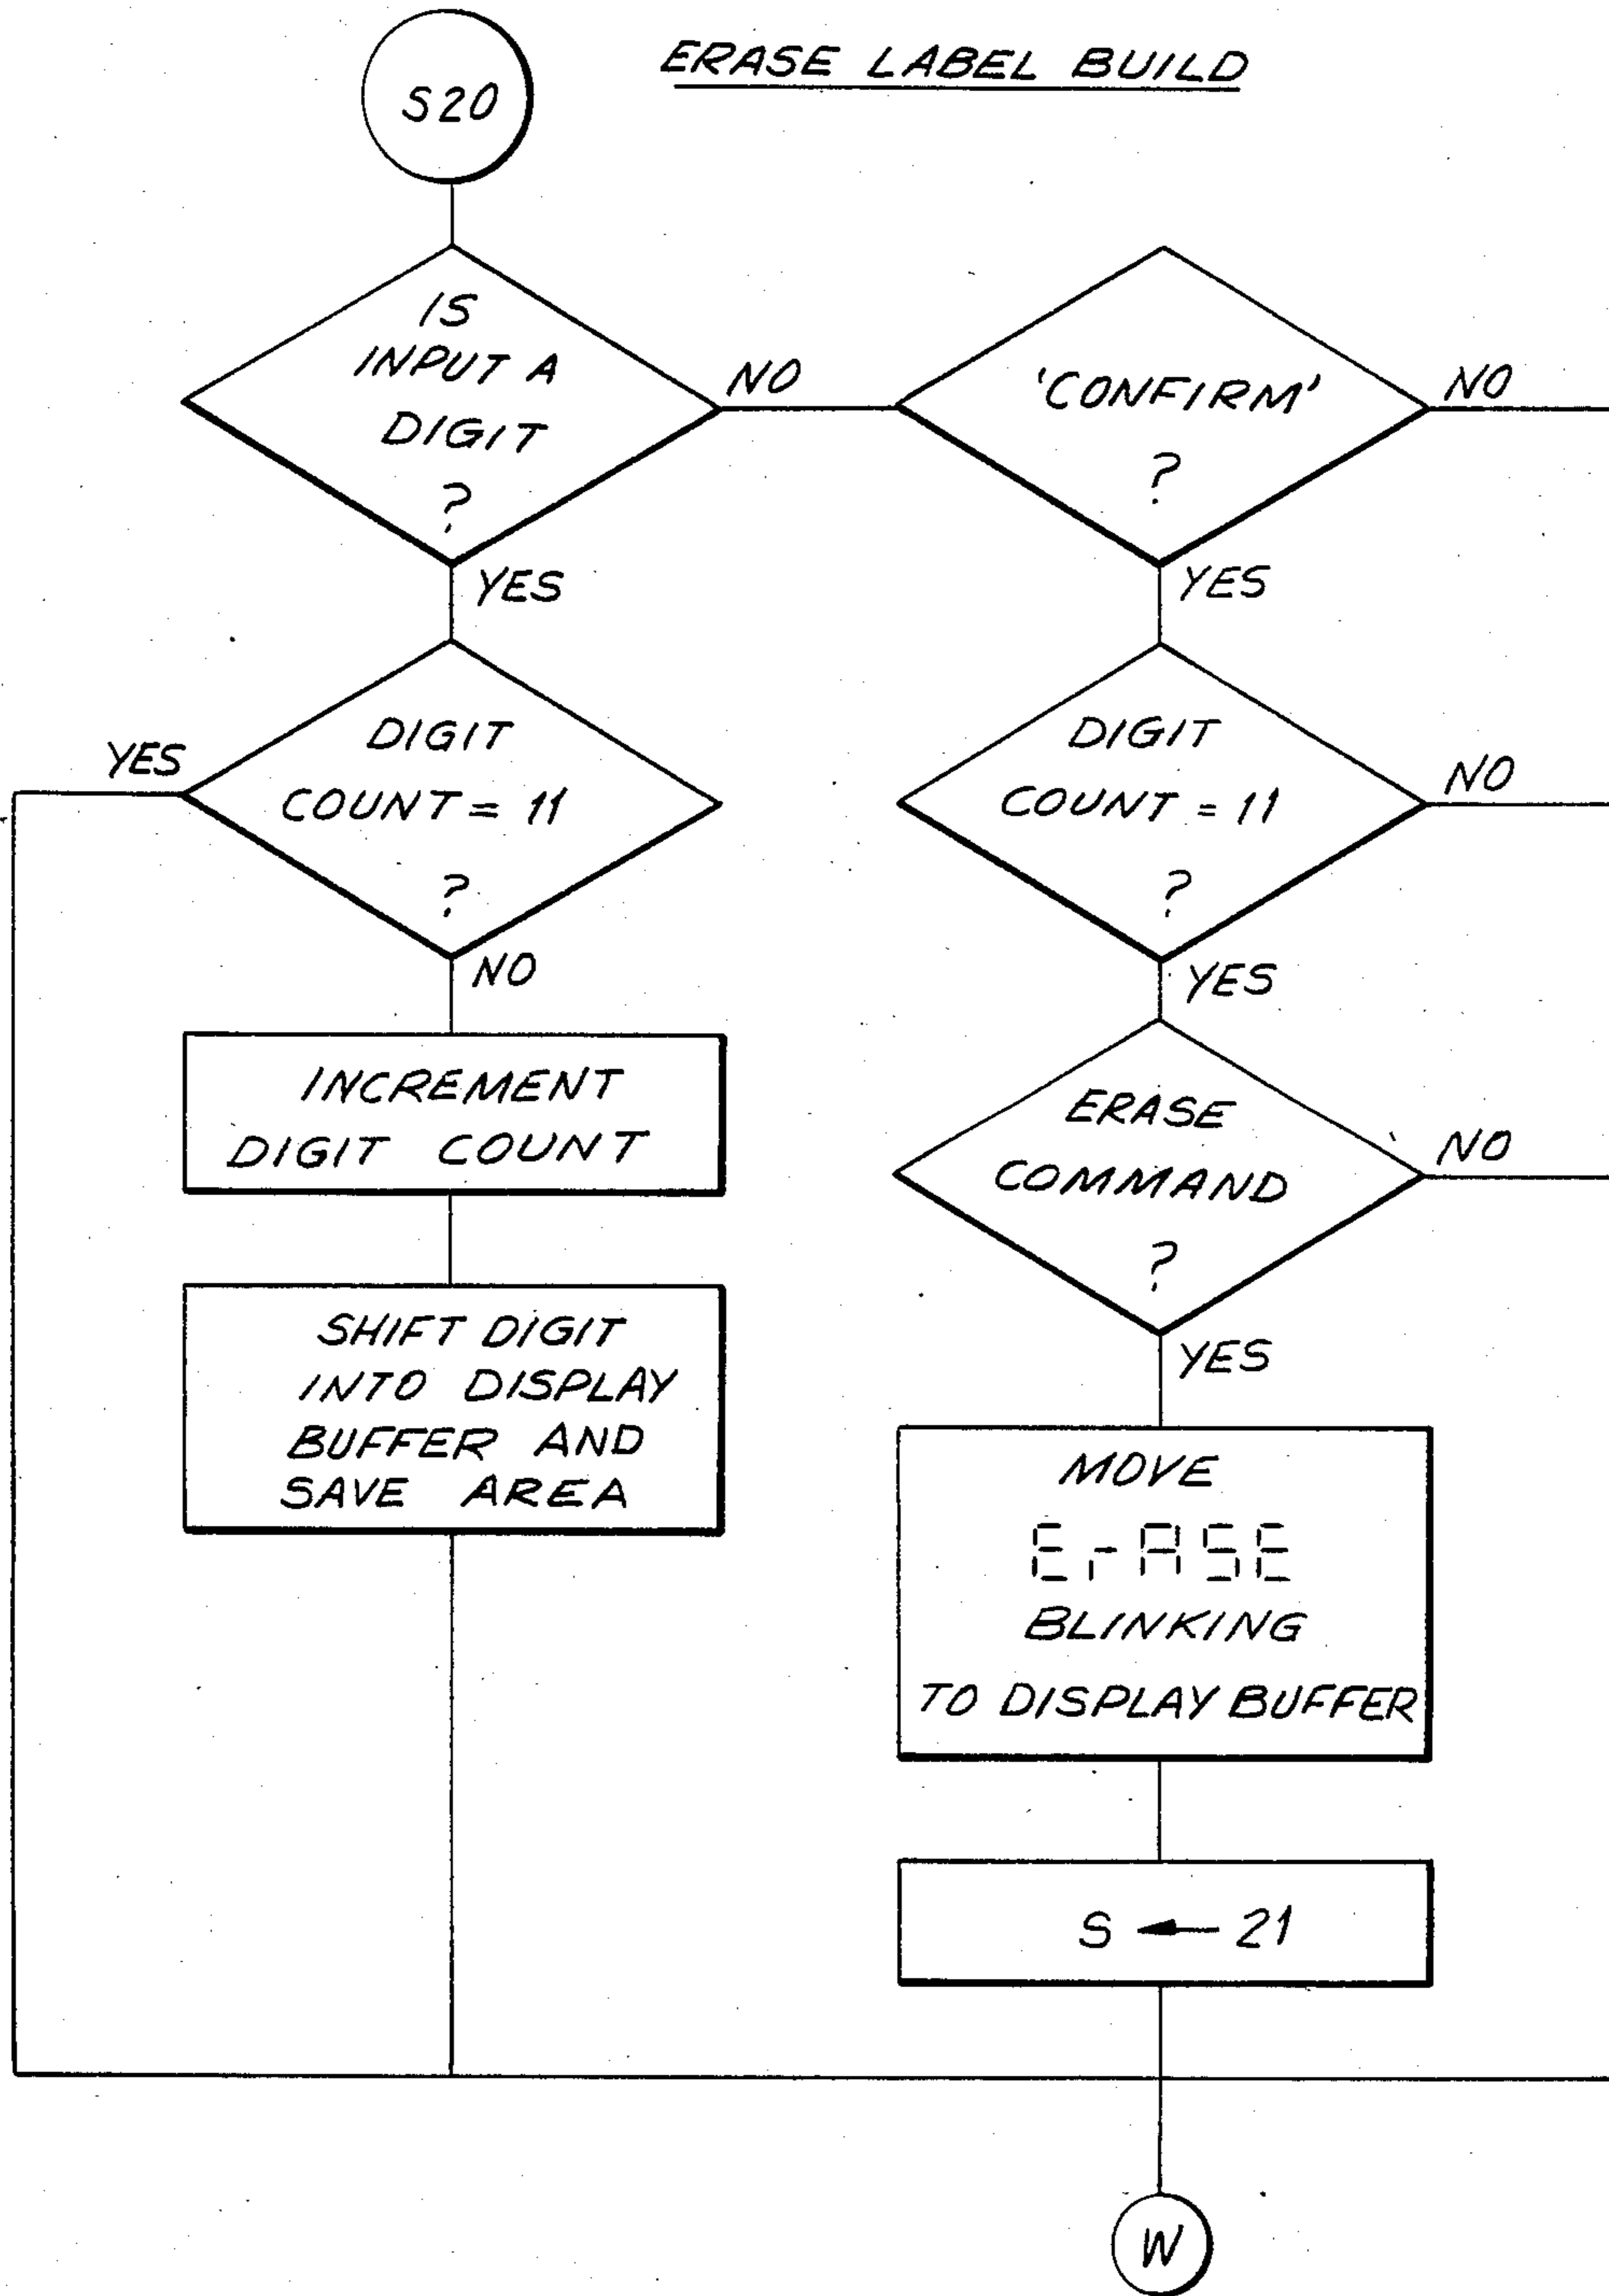 ERASE LABEL BUILD
S20
IS
INPUT A
DIGIT
?
NO
YES
'CONFIRM'
?
NO
YES
DIGIT
COUNT = 11
?
YES
NO
DIGIT
COUNT = 11
?
NO
YES
INCREMENT
DIGIT COUNT
ERASE
COMMAND
?
NO
YES
SHIFT DIGIT
INTO DISPLAY
BUFFER AND
SAVE AREA
MOVE
ErASE
BLINKING
TO DISPLAY BUFFER
S ← 21
W